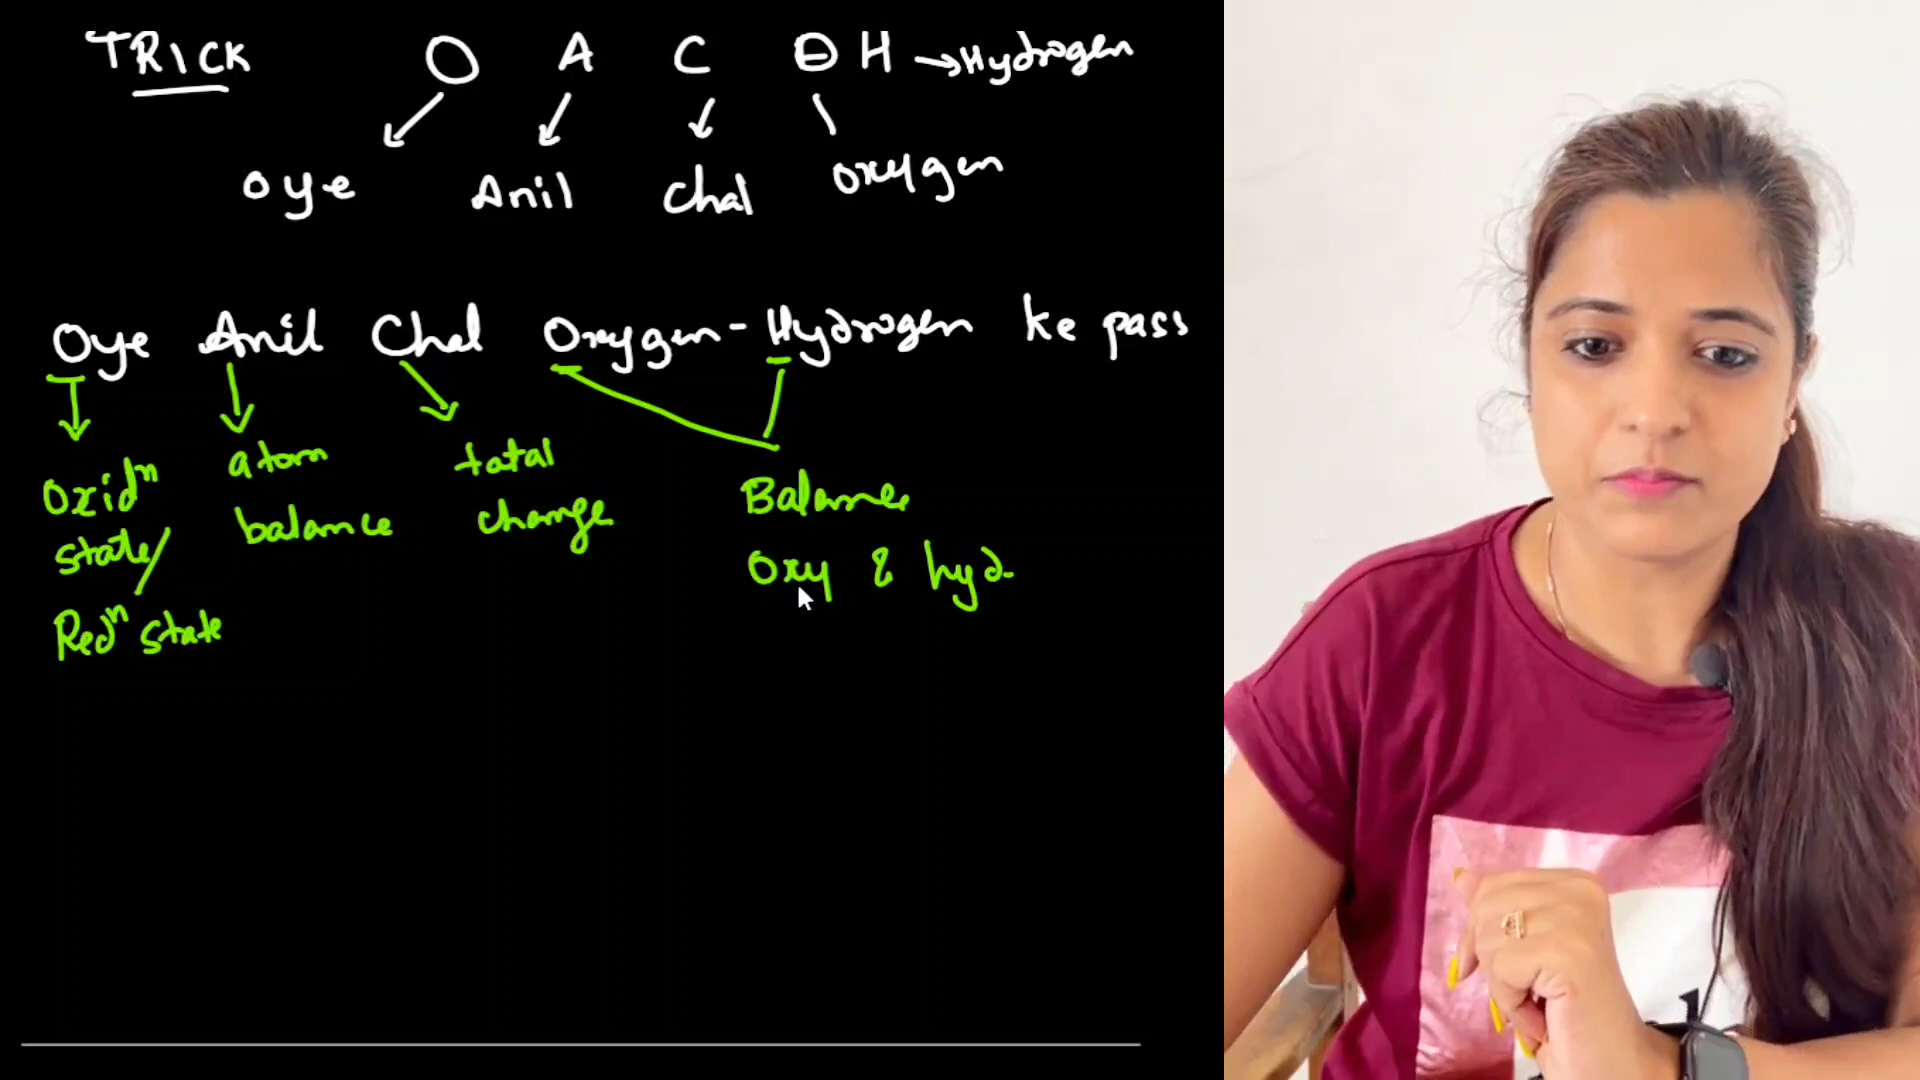 TRICK O A C O H → Hydrogen
Oye Anil Chal Oxygen
Oye Anil Chal Oxygen - Hydrogen ke pass
Oxidⁿ state/ Redⁿ state
atom balance
total change
Balance Oxy & hyd.